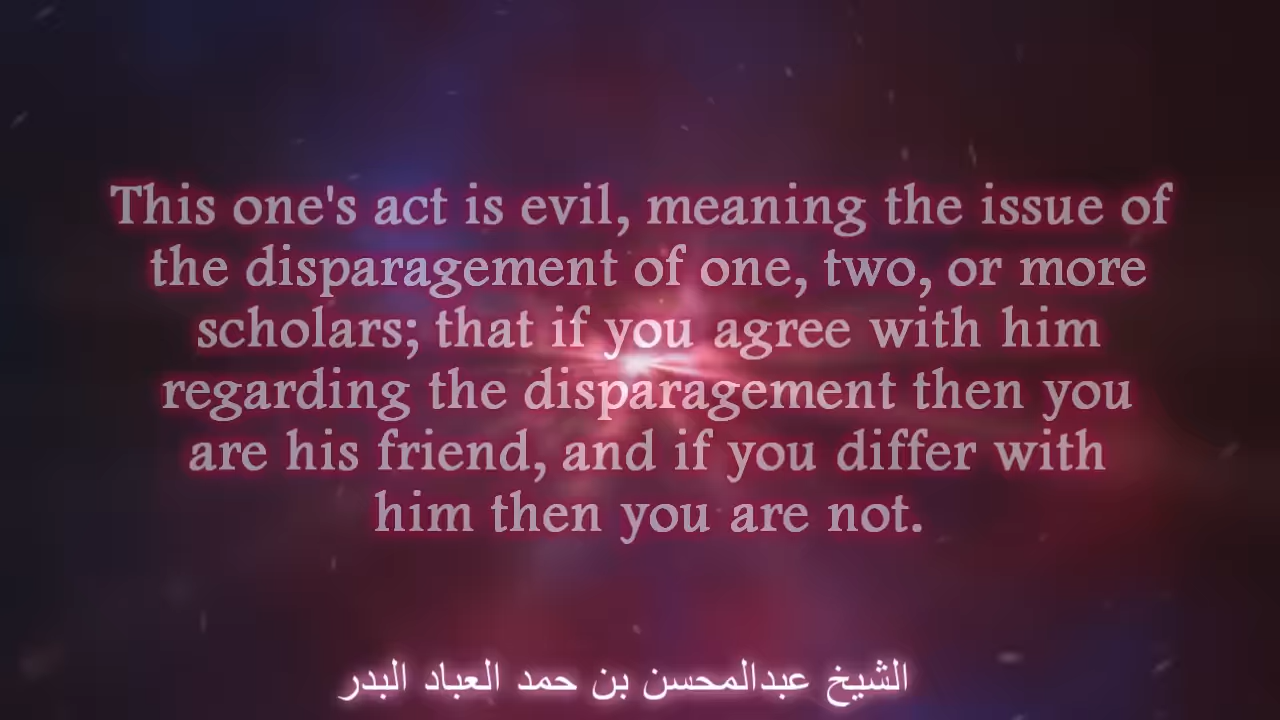 This one's act is evil, meaning the issue of
the disparagement of one, two, or more
scholars; that if you agree with him
regarding the disparagement then you
are his friend, and if you differ with
him then you are not.
الشيخ عبدالمحسن بن حمد العباد البدر